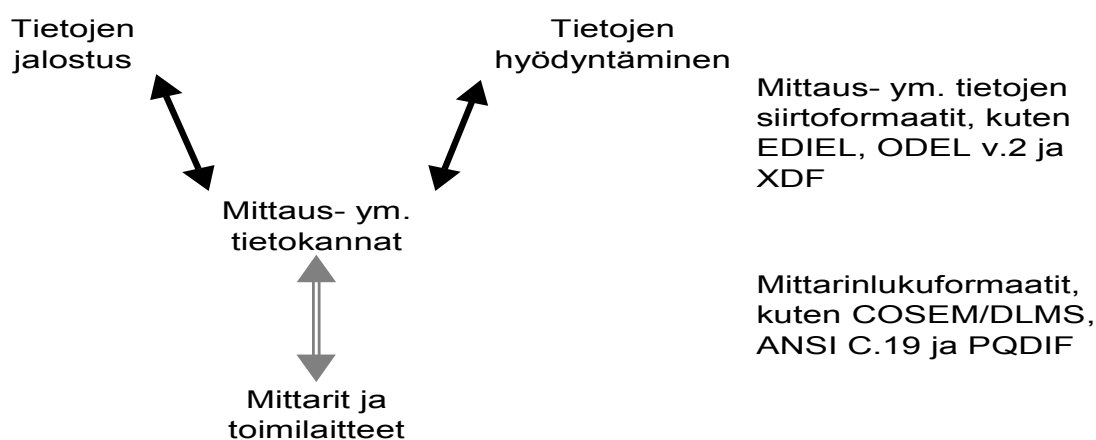 Tietojen
jalostus
Tietojen
hyödyntäminen
Mittaus- ym. tietojen
siirtoformaatit, kuten
EDIEL, ODEL v.2 ja
XDF
Mittaus- ym.
tietokannat
Mittarinlukuformaatit,
kuten COSEM/DLMS,
ANSI C.19 ja PQDIF
Mittarit ja
toimilaitteet